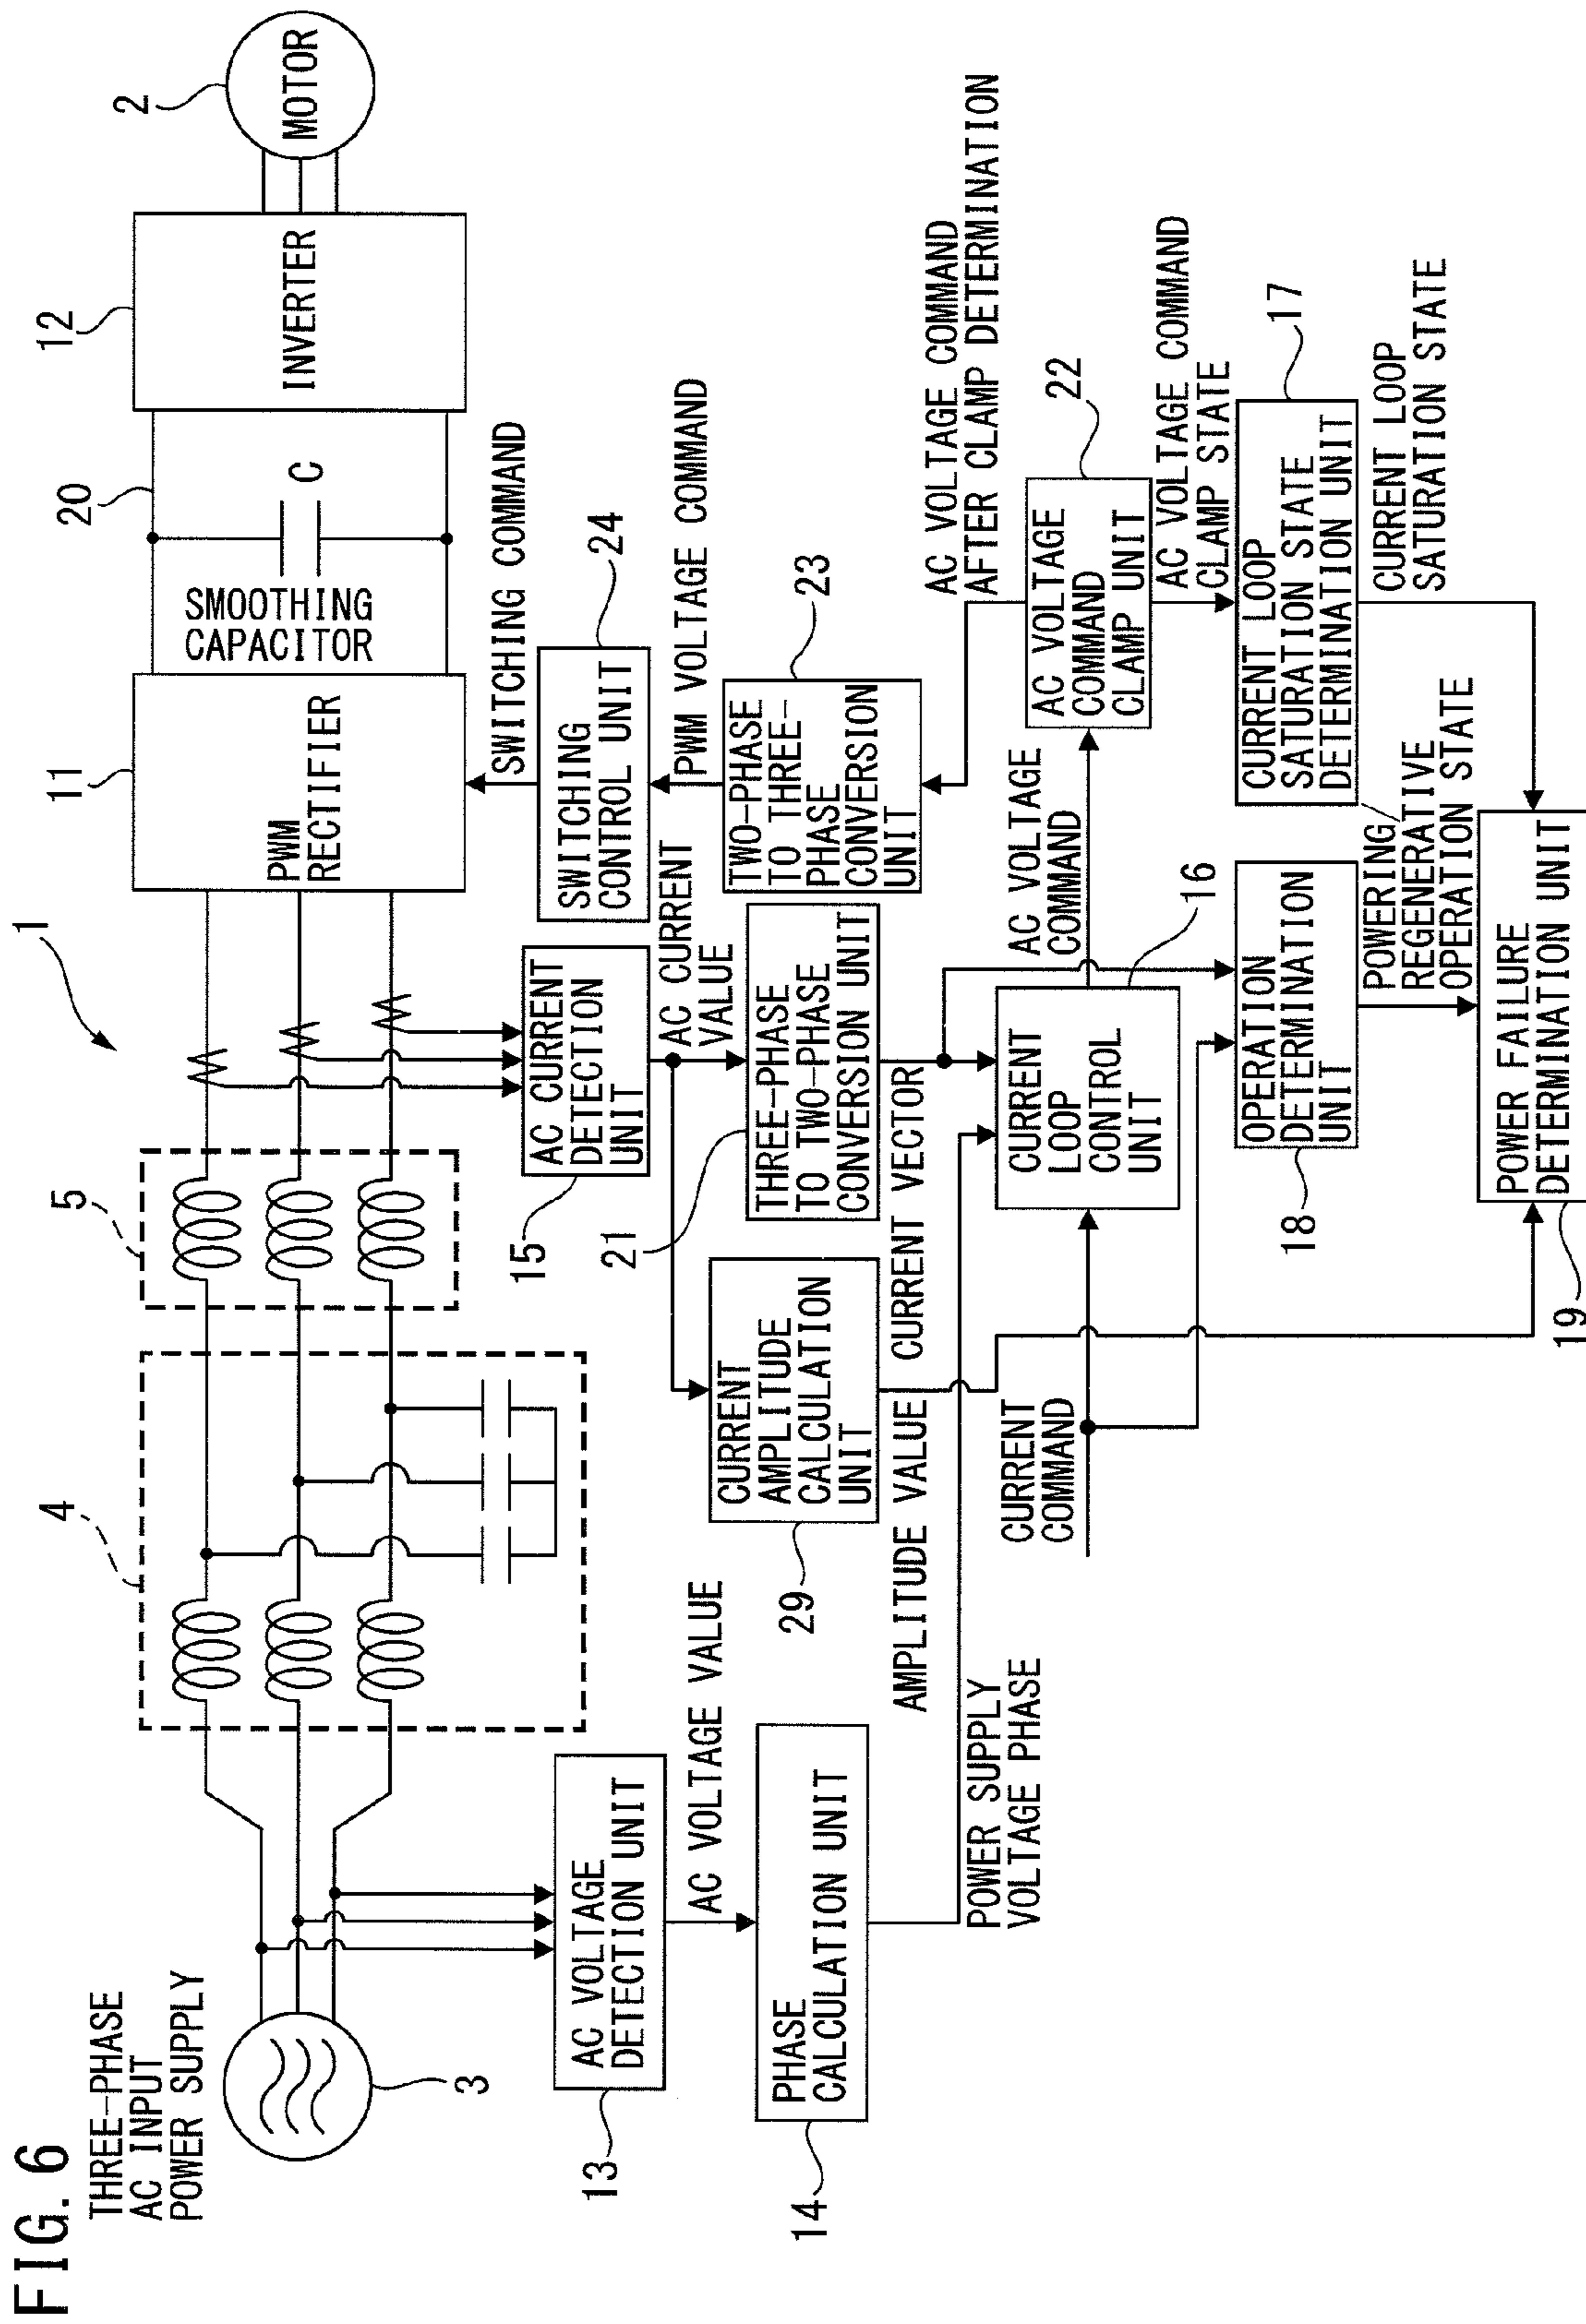 FIG. 6
THREE-PHASE
AC INPUT
POWER SUPPLY
3
4
5
1
11
PWM
RECTIFIER
SMOOTHING
CAPACITOR
C
20
12
INVERTER
2
MOTOR
13
AC VOLTAGE
DETECTION UNIT
AC VOLTAGE VALUE
14
PHASE
CALCULATION UNIT
POWER SUPPLY
VOLTAGE PHASE
15
AC CURRENT
DETECTION
UNIT
AC CURRENT
VALUE
SWITCHING COMMAND
24
SWITCHING
CONTROL UNIT
PWM VOLTAGE COMMAND
29
CURRENT
AMPLITUDE
CALCULATION
UNIT
AMPLITUDE VALUE
21
THREE-PHASE
TO TWO-PHASE
CONVERSION UNIT
CURRENT VECTOR
23
TWO-PHASE
TO THREE-
PHASE
CONVERSION
UNIT
AC VOLTAGE COMMAND
AFTER CLAMP DETERMINATION
CURRENT
COMMAND
16
CURRENT
LOOP
CONTROL
UNIT
AC VOLTAGE
COMMAND
22
AC VOLTAGE
COMMAND
CLAMP UNIT
AC VOLTAGE COMMAND
CLAMP STATE
18
OPERATION
DETERMINATION
UNIT
POWERING
REGENERATIVE
OPERATION STATE
17
CURRENT LOOP
SATURATION STATE
DETERMINATION UNIT
CURRENT LOOP
SATURATION STATE
19
POWER FAILURE
DETERMINATION UNIT